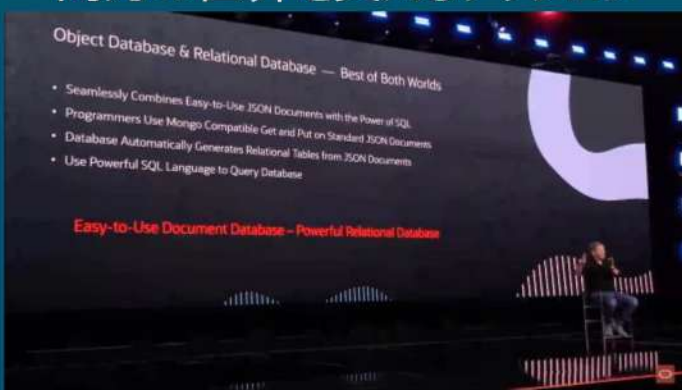 Object Database & Relational Database — Best of Both Worlds
• Seamlessly Combines Easy-to-Use JSON Documents with the Power of SQL
• Programmers Use Mongo Compatible Get and Put on Standard JSON Documents
• Database Automatically Generates Relational Tables from JSON Documents
• Use Powerful SQL Language to Query Database
Easy-to-Use Document Database – Powerful Relational Database